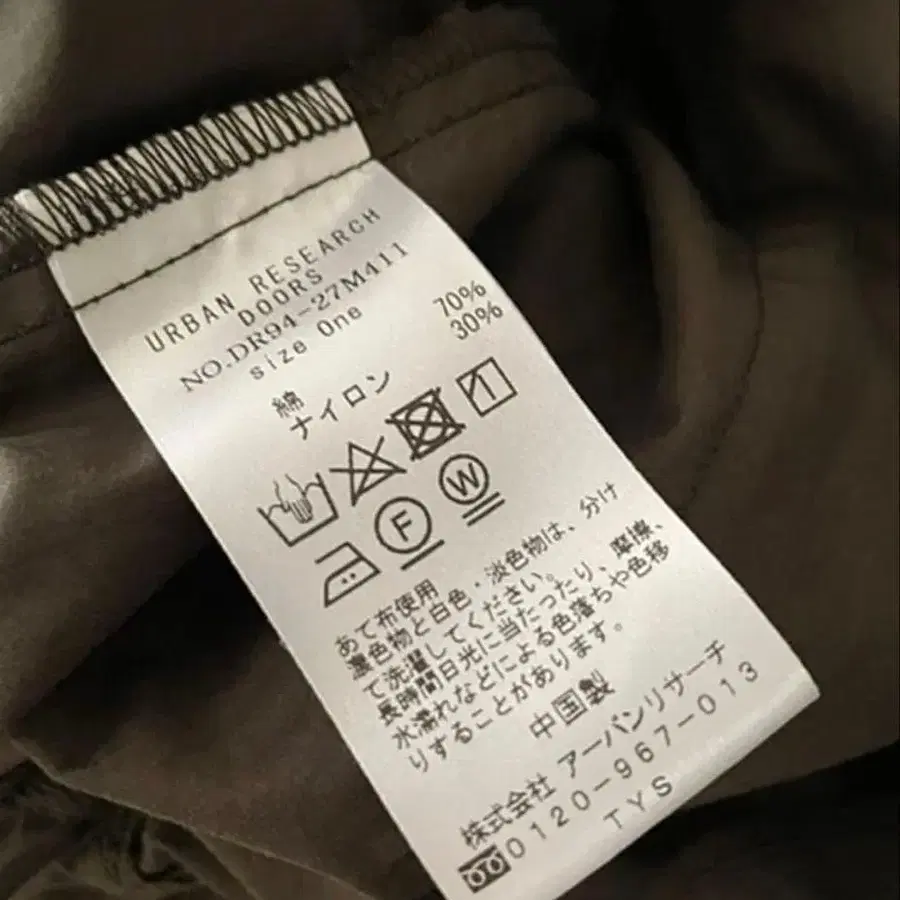 URBAN RESEARCH
DOORS
NO.DR94-27M411
size One
綿 70%
ナイロン 30%
F W
あて布使用
濃色物と白色・淡色物は、分け
て洗濯してください。
長時間日光に当たったり、摩擦、
水濡れなどによる色落ちや色移
りすることがあります。
中国製
株式会社 アーバンリサーチ
0120-967-013
TYS